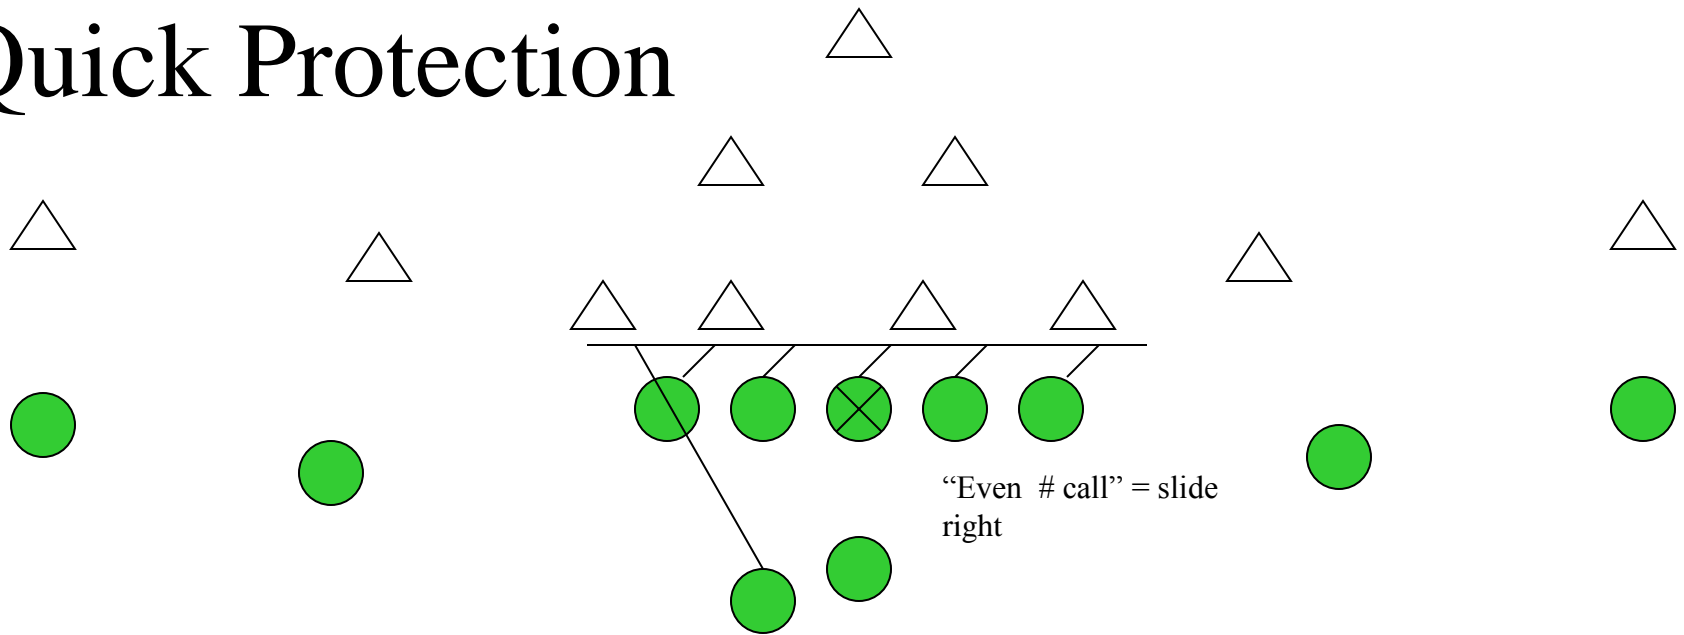 Quick Protection
“Even # call” = slide
right